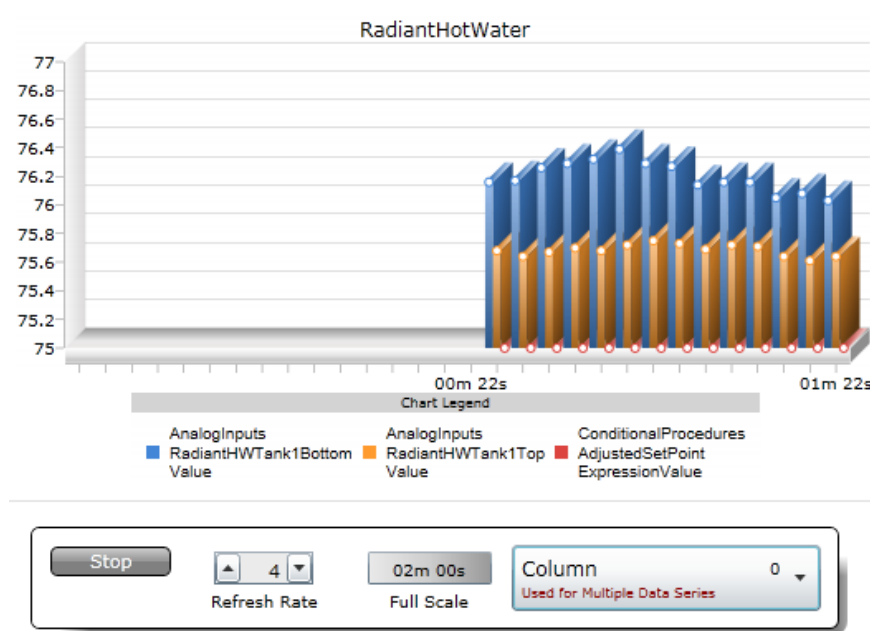 RadiantHotWater
77
76.8
76.6
76.4
76.2
76
75.8
75.6
75.4
75.2
75
00m 22s 01m 22s
Chart Legend
AnalogInputs
RadiantHWTank1Bottom
Value
AnalogInputs
RadiantHWTank1Top
Value
ConditionalProcedures
AdjustedSetPoint
ExpressionValue
Stop
4
Refresh Rate
02m 00s
Full Scale
Column 0
Used for Multiple Data Series